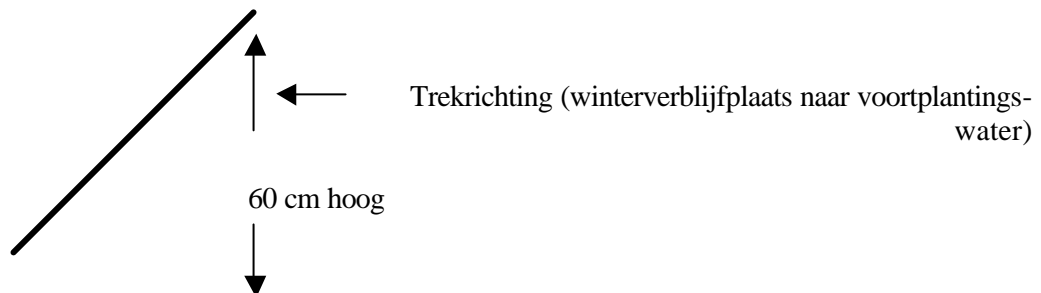 Trekrichting (winterverblijfplaats naar voortplantings-
water)
60 cm hoog